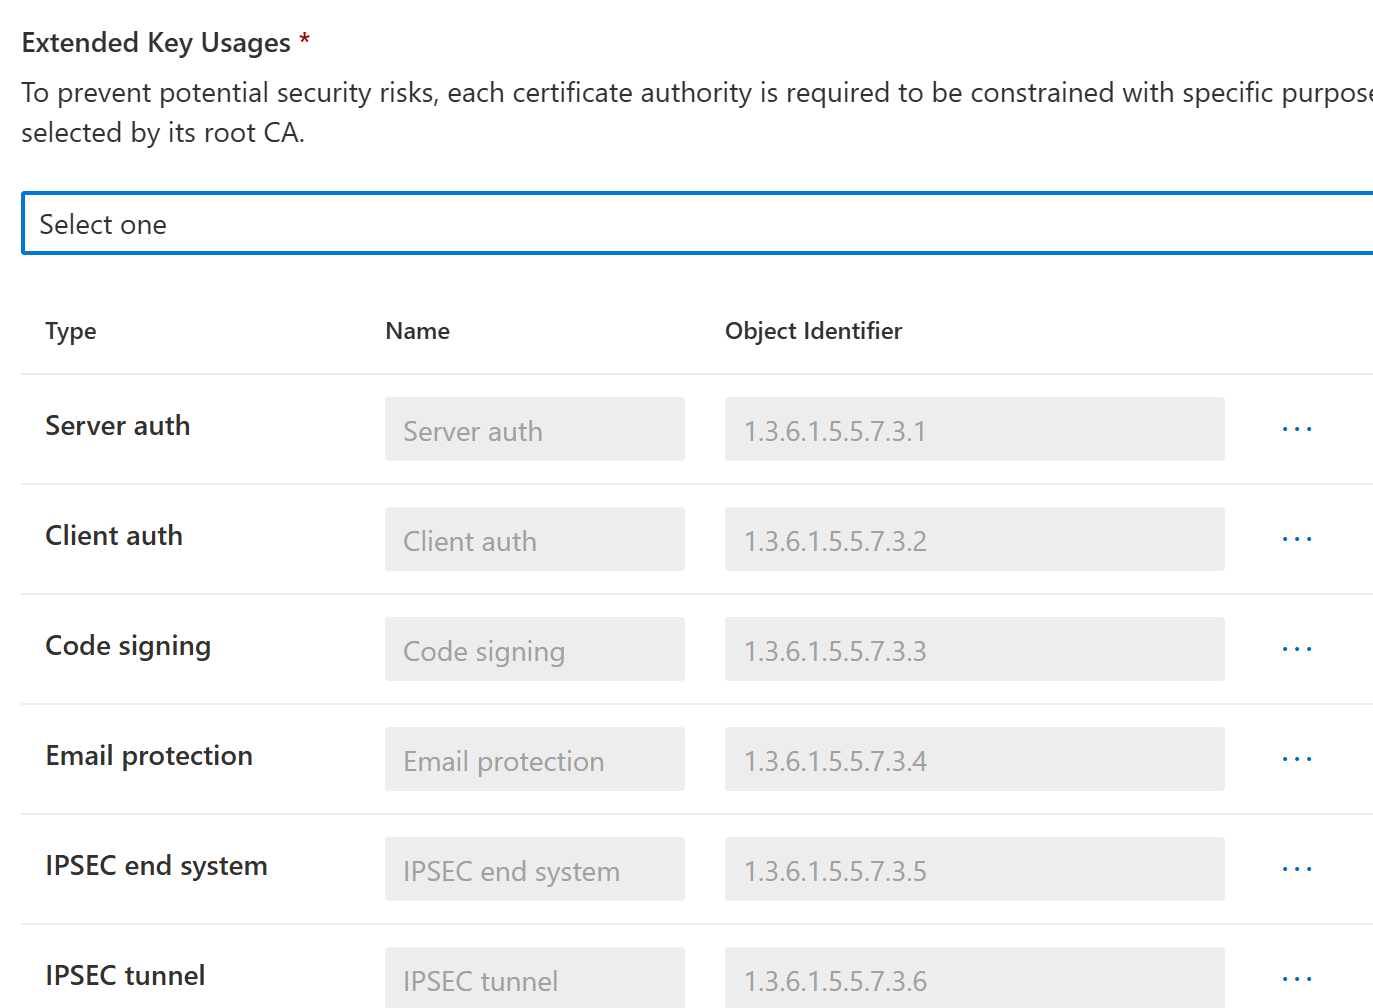 Extended Key Usages *
To prevent potential security risks, each certificate authority is required to be constrained with specific
selected by its root CA.
Select one
Type Name Object Identifier
Server auth Server auth 1.3.6.1.5.5.7.3.1 ...
Client auth Client auth 1.3.6.1.5.5.7.3.2 ...
Code signing Code signing 1.3.6.1.5.5.7.3.3 ...
Email protection Email protection 1.3.6.1.5.5.7.3.4 ...
IPSEC end system IPSEC end system 1.3.6.1.5.5.7.3.5 ...
IPSEC tunnel IPSEC tunnel 1.3.6.1.5.5.7.3.6 ...